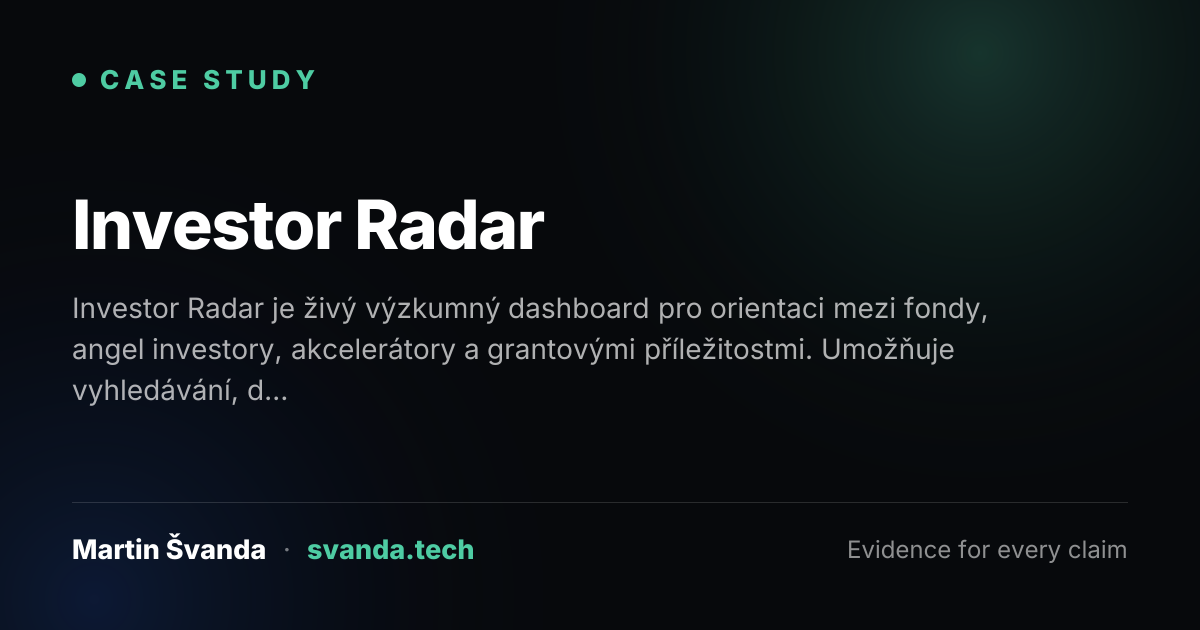 CASE STUDY
Investor Radar
Investor Radar je živý výzkumný dashboard pro orientaci mezi fondy,
angel investory, akcelerátory a grantovými příležitostmi. Umožňuje
vyhledávání, d...
Martin Švanda · svanda.tech
Evidence for every claim